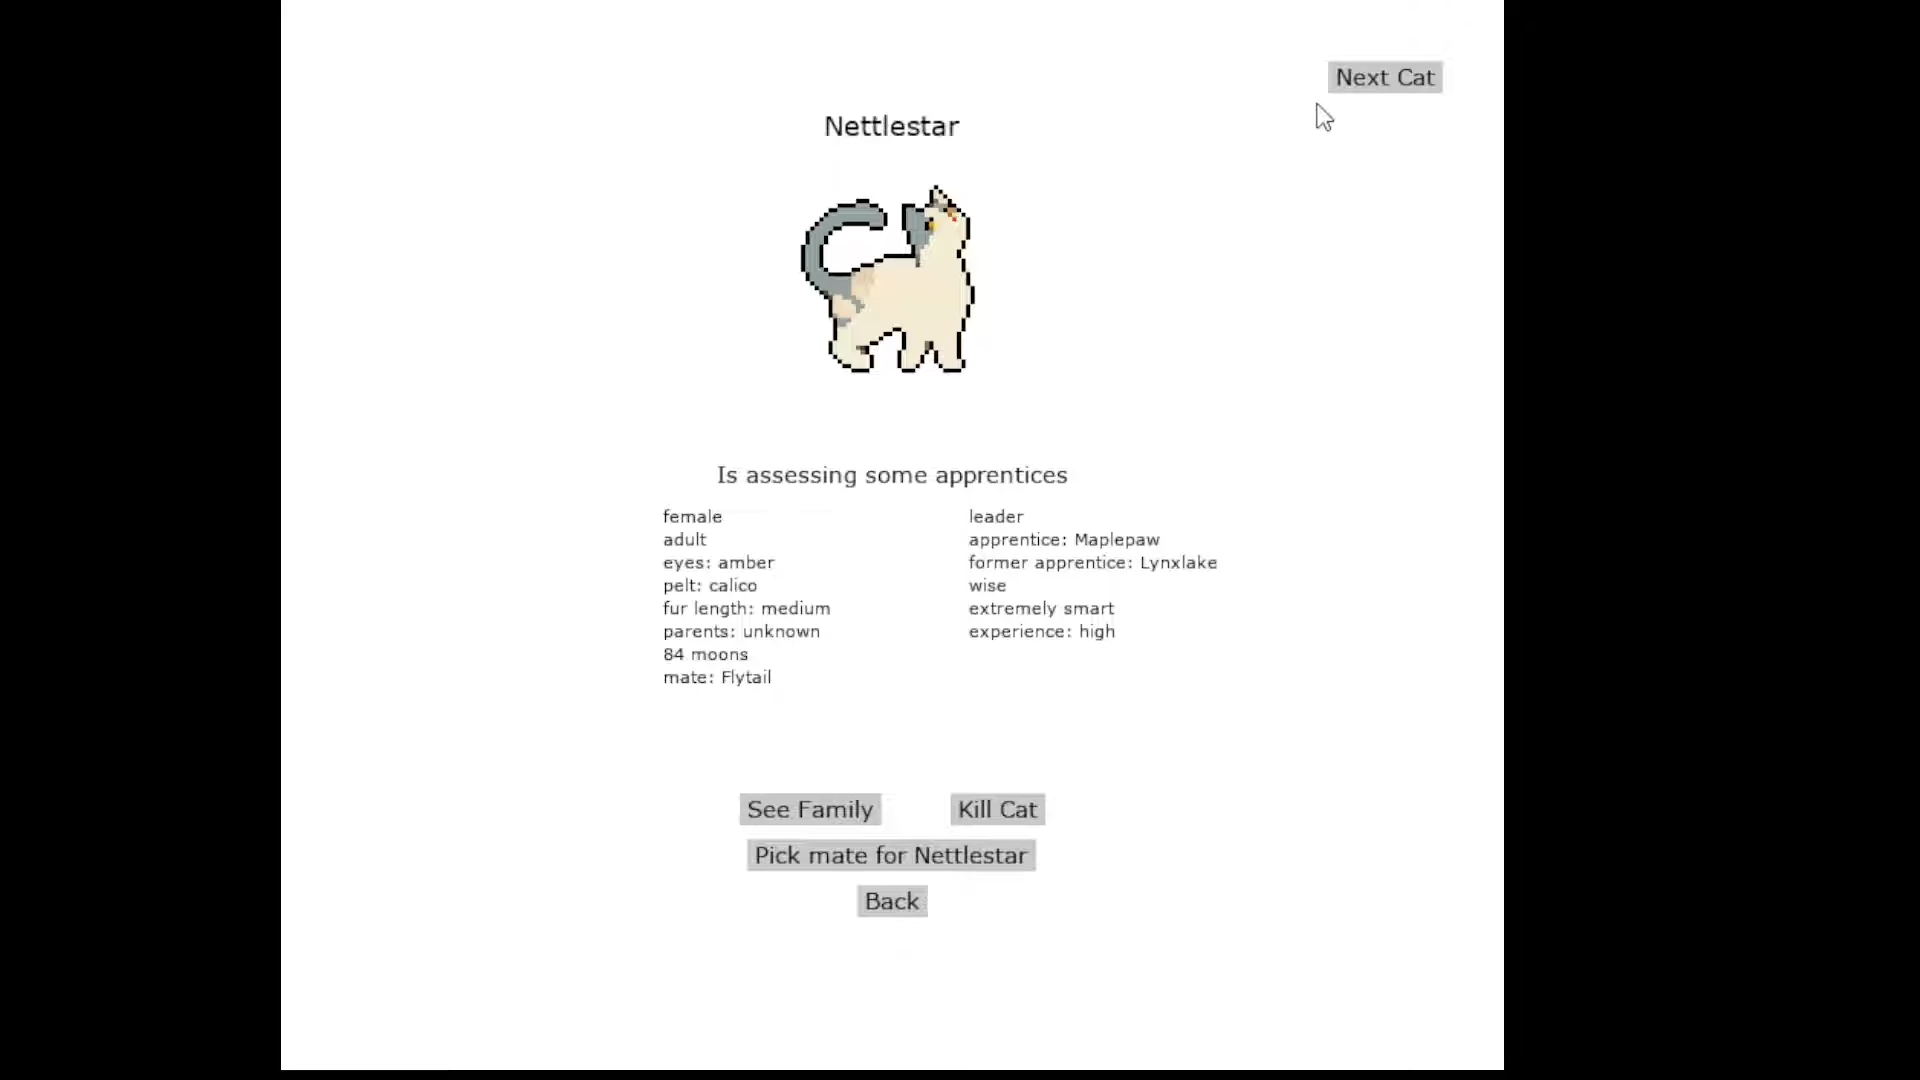 Next Cat
Nettlestar
Is assessing some apprentices
female
adult
eyes: amber
pelt: calico
fur length: medium
parents: unknown
84 moons
mate: Flytail
leader
apprentice: Maplepaw
former apprentice: Lynxlake
wise
extremely smart
experience: high
See Family
Kill Cat
Pick mate for Nettlestar
Back